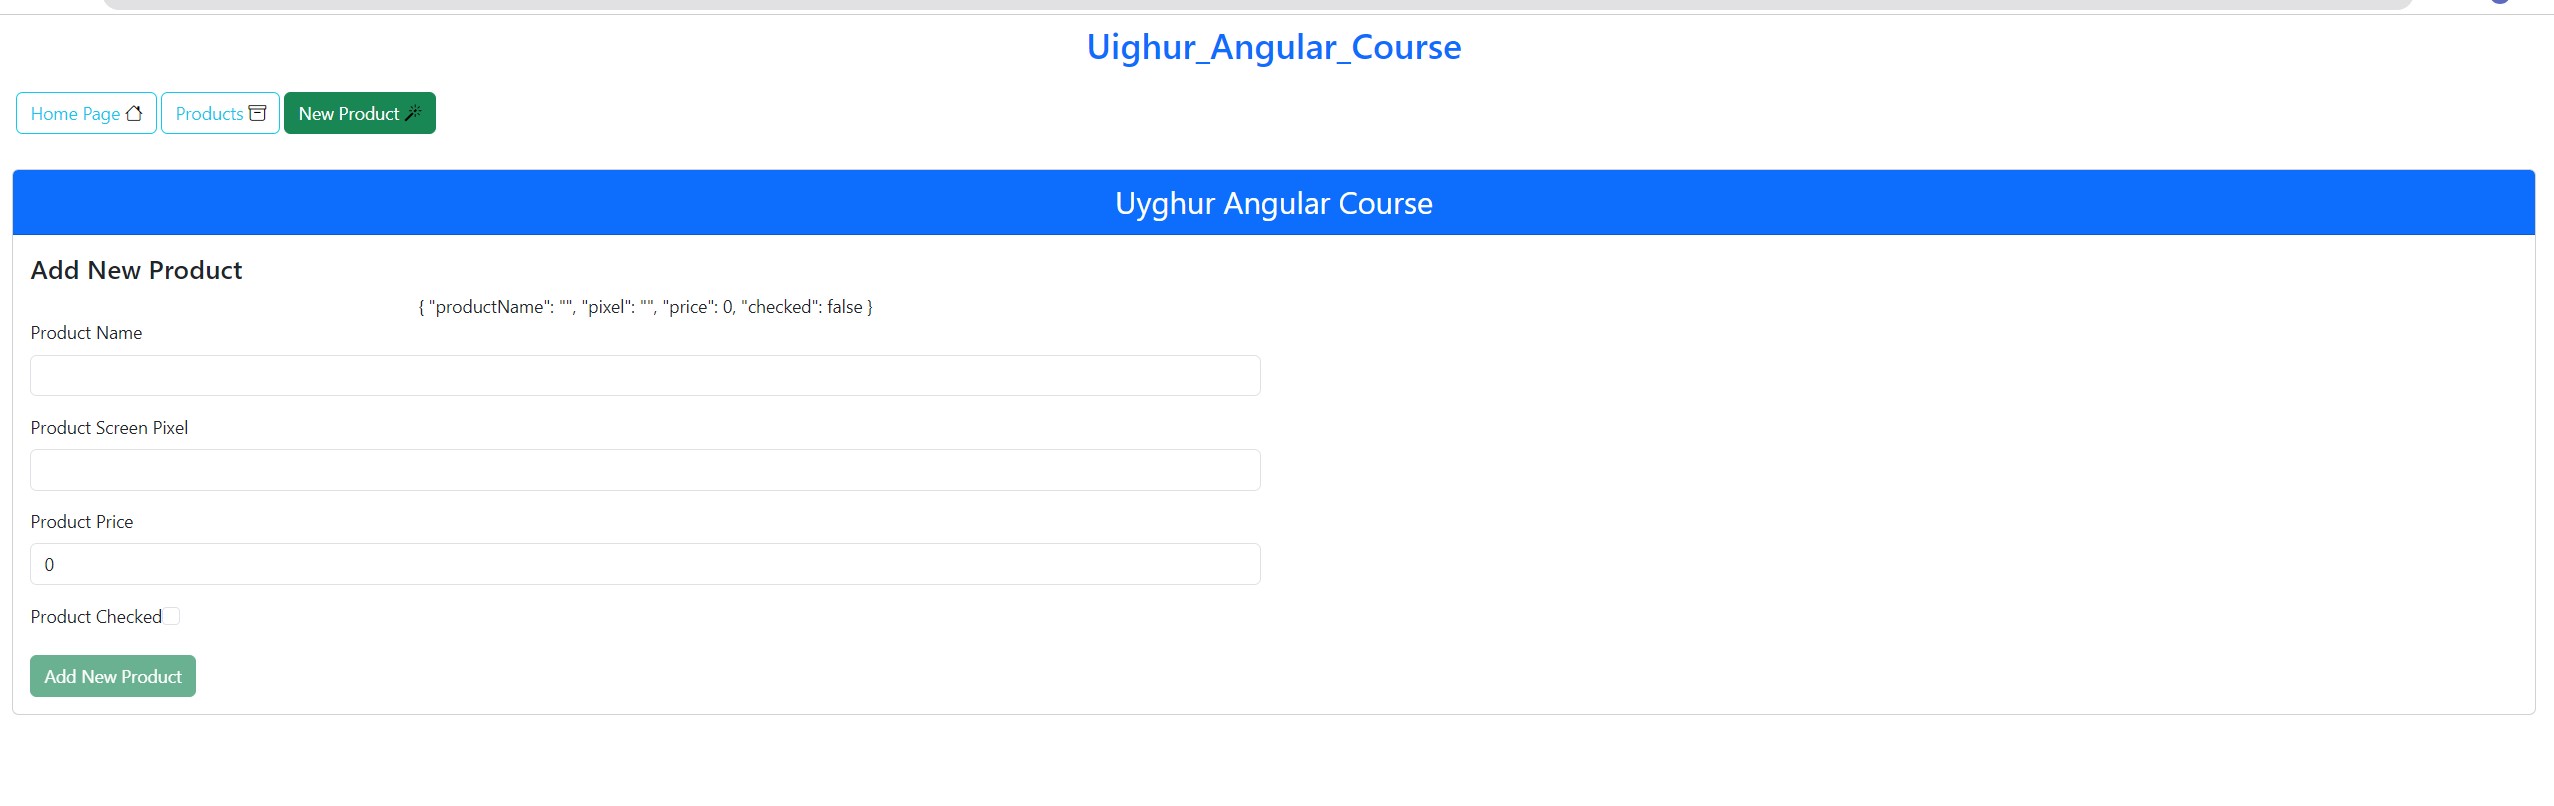 Uighur_Angular_Course
Home Page Products New Product
Uyghur Angular Course
Add New Product
{ "productName": "", "pixel": "", "price": 0, "checked": false }
Product Name
Product Screen Pixel
Product Price
0
Product Checked
Add New Product